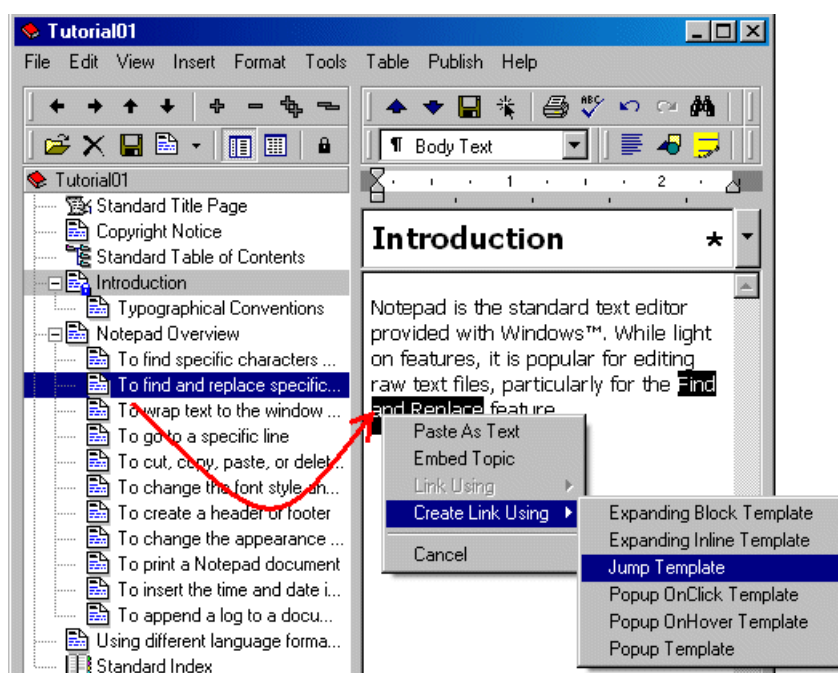 Tutorial01
File Edit View Insert Format Tools Table Publish Help
ABC
¶ Body Text
Tutorial01
1 2
Standard Title Page
Copyright Notice
Standard Table of Contents
Introduction
Typographical Conventions
Notepad Overview
To find specific characters ...
To find and replace specific...
To wrap text to the window ...
To go to a specific line
To cut, copy, paste, or delet...
To change the font style an...
To create a header or footer
To change the appearance ...
To print a Notepad document
To insert the time and date i...
To append a log to a docu...
Using different language forma...
Standard Index
Introduction *
Notepad is the standard text editor
provided with Windows™. While light
on features, it is popular for editing
raw text files, particularly for the Find
and Replace feature
Paste As Text
Embed Topic
Link Using
Create Link Using
Cancel
Expanding Block Template
Expanding Inline Template
Jump Template
Popup OnClick Template
Popup OnHover Template
Popup Template